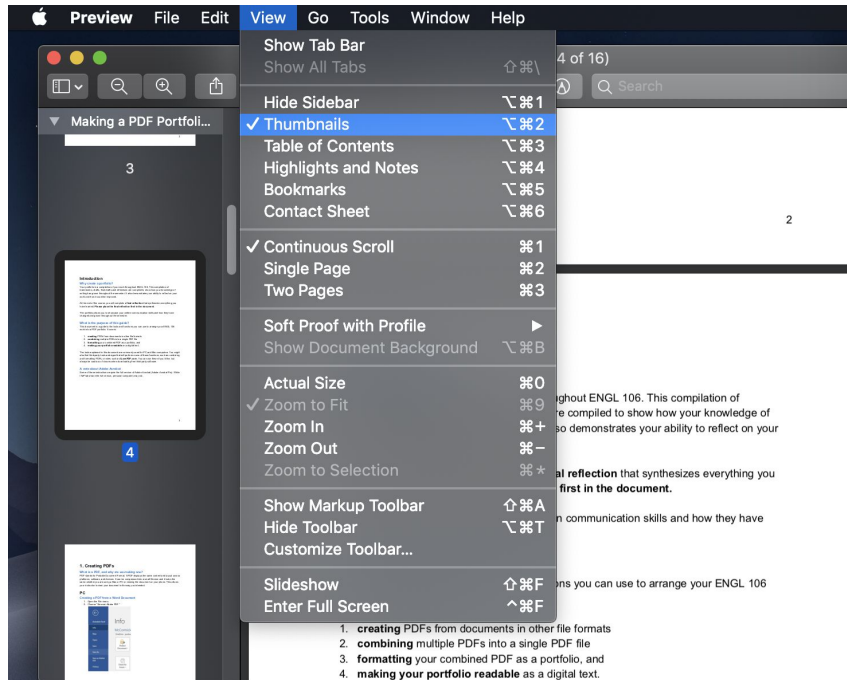 Preview File Edit View Go Tools Window Help
4 of 16)
Search
Making a PDF Portfoli...
3
Introduction
4
1. Creating PDFs
PC
Info
Show Tab Bar
Show All Tabs ⇧⌘\
Hide Sidebar ⌥⌘1
✓ Thumbnails ⌥⌘2
Table of Contents ⌥⌘3
Highlights and Notes ⌥⌘4
Bookmarks ⌥⌘5
Contact Sheet ⌥⌘6
✓ Continuous Scroll ⌘1
Single Page ⌘2
Two Pages ⌘3
Soft Proof with Profile ▶
Show Document Background ⌥⌘B
Actual Size ⌘0
✓ Zoom to Fit ⌘9
Zoom In ⌘+
Zoom Out ⌘−
Zoom to Selection ⌘*
Show Markup Toolbar ⇧⌘A
Hide Toolbar ⌥⌘T
Customize Toolbar...
Slideshow ⇧⌘F
Enter Full Screen ^⌘F
2
ghout ENGL 106. This compilation of
re compiled to show how your knowledge of
so demonstrates your ability to reflect on your
al reflection that synthesizes everything you
first in the document.
n communication skills and how they have
ons you can use to arrange your ENGL 106
1. creating PDFs from documents in other file formats
2. combining multiple PDFs into a single PDF file
3. formatting your combined PDF as a portfolio, and
4. making your portfolio readable as a digital text.